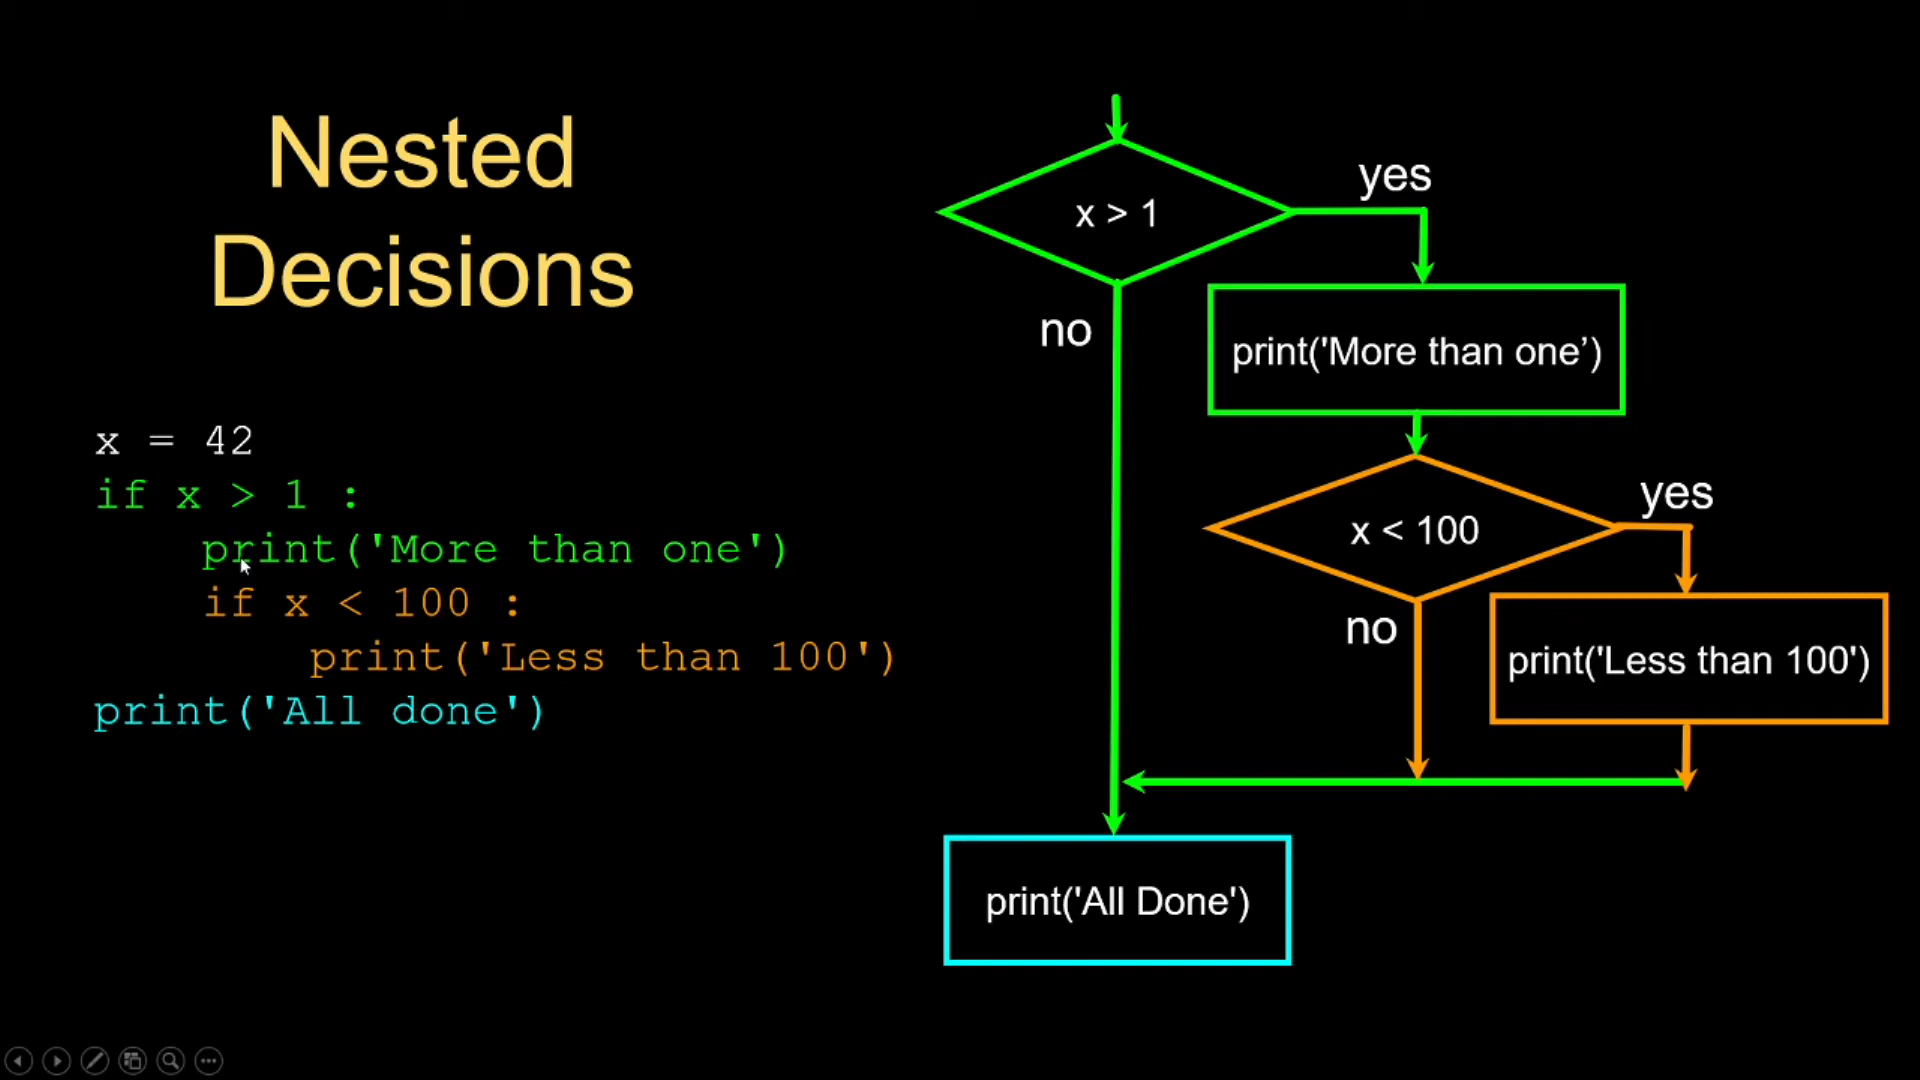 Nested
Decisions
x = 42
if x > 1 :
    print('More than one')
    if x < 100 :
        print('Less than 100')
print('All done')
x > 1
yes
no
print('More than one’)
x < 100
yes
no
print('Less than 100')
print('All Done')